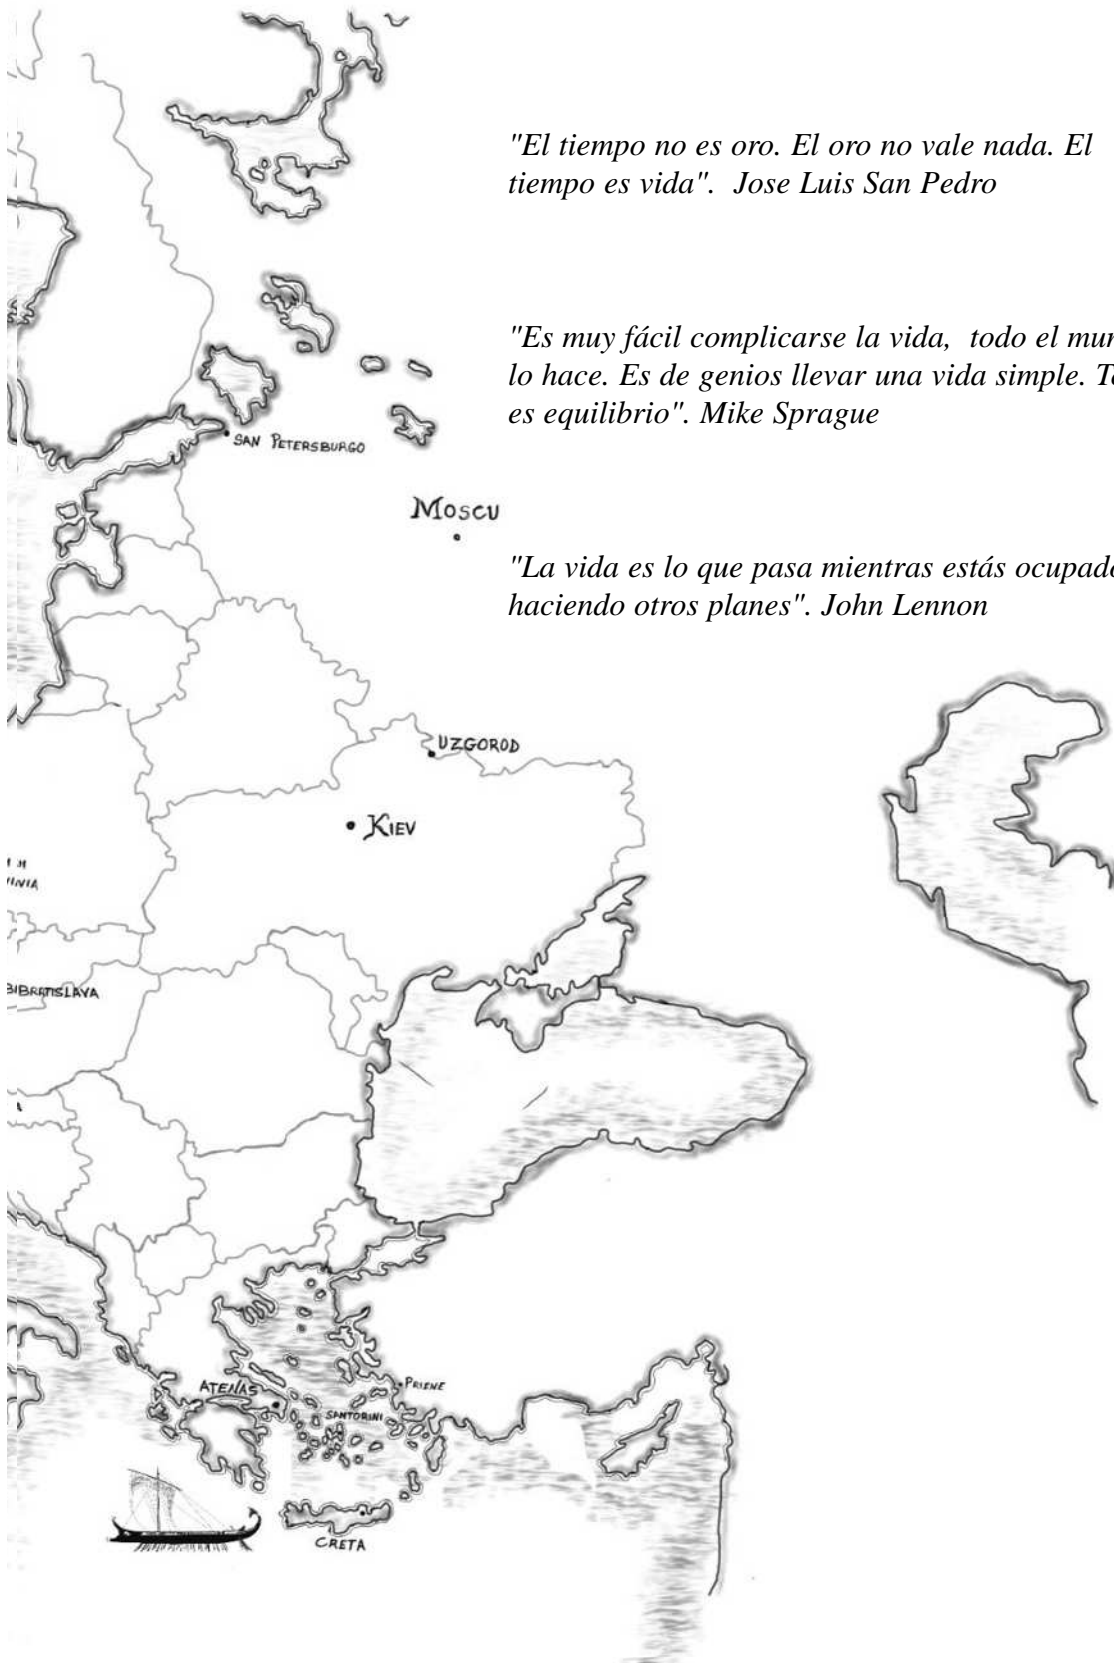 "El tiempo no es oro. El oro no vale nada. El
tiempo es vida".  Jose Luis San Pedro
"Es muy fácil complicarse la vida,  todo el mun
lo hace. Es de genios llevar una vida simple. To
es equilibrio". Mike Sprague
SAN PETERSBURGO
MOSCU
"La vida es lo que pasa mientras estás ocupado
haciendo otros planes". John Lennon
UZGOROD
KIEV
VINIA
BIBRATISLAVA
ATENAS
PRIENE
SANTORINI
CRETA